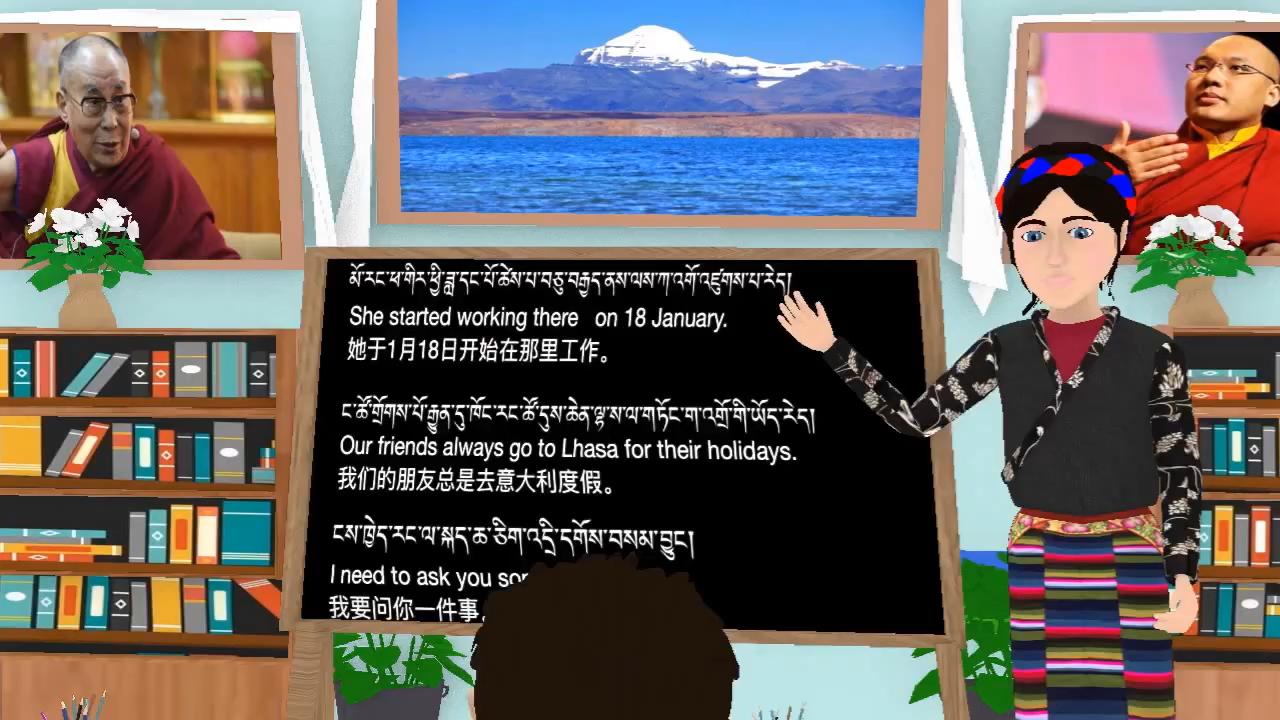 མོ་རང་ཕ་གིར་ཕྱི་ཟླ་དང་པོ་ཚེས་པ་བཅུ་བརྒྱད་ནས་ལས་ཀ་འགོ་འཛུགས་པ་རེད།
She started working there on 18 January.
她于1月18日开始在那里工作。
ང་ཚོ་གྲོགས་པོ་རྒྱུན་དུ་ཁོང་རང་ཚོ་དུས་ཆེན་ལྷ་ས་ལ་གཏོང་ག་འགྲོ་གི་ཡོད་རེད།
Our friends always go to Lhasa for their holidays.
我们的朋友总是去意大利度假。
ངས་ཁྱེད་རང་ལ་སྐད་ཆ་ཅིག་འདྲི་དགོས་བསམ་བྱུང།
I need to ask you
我要问你一件事